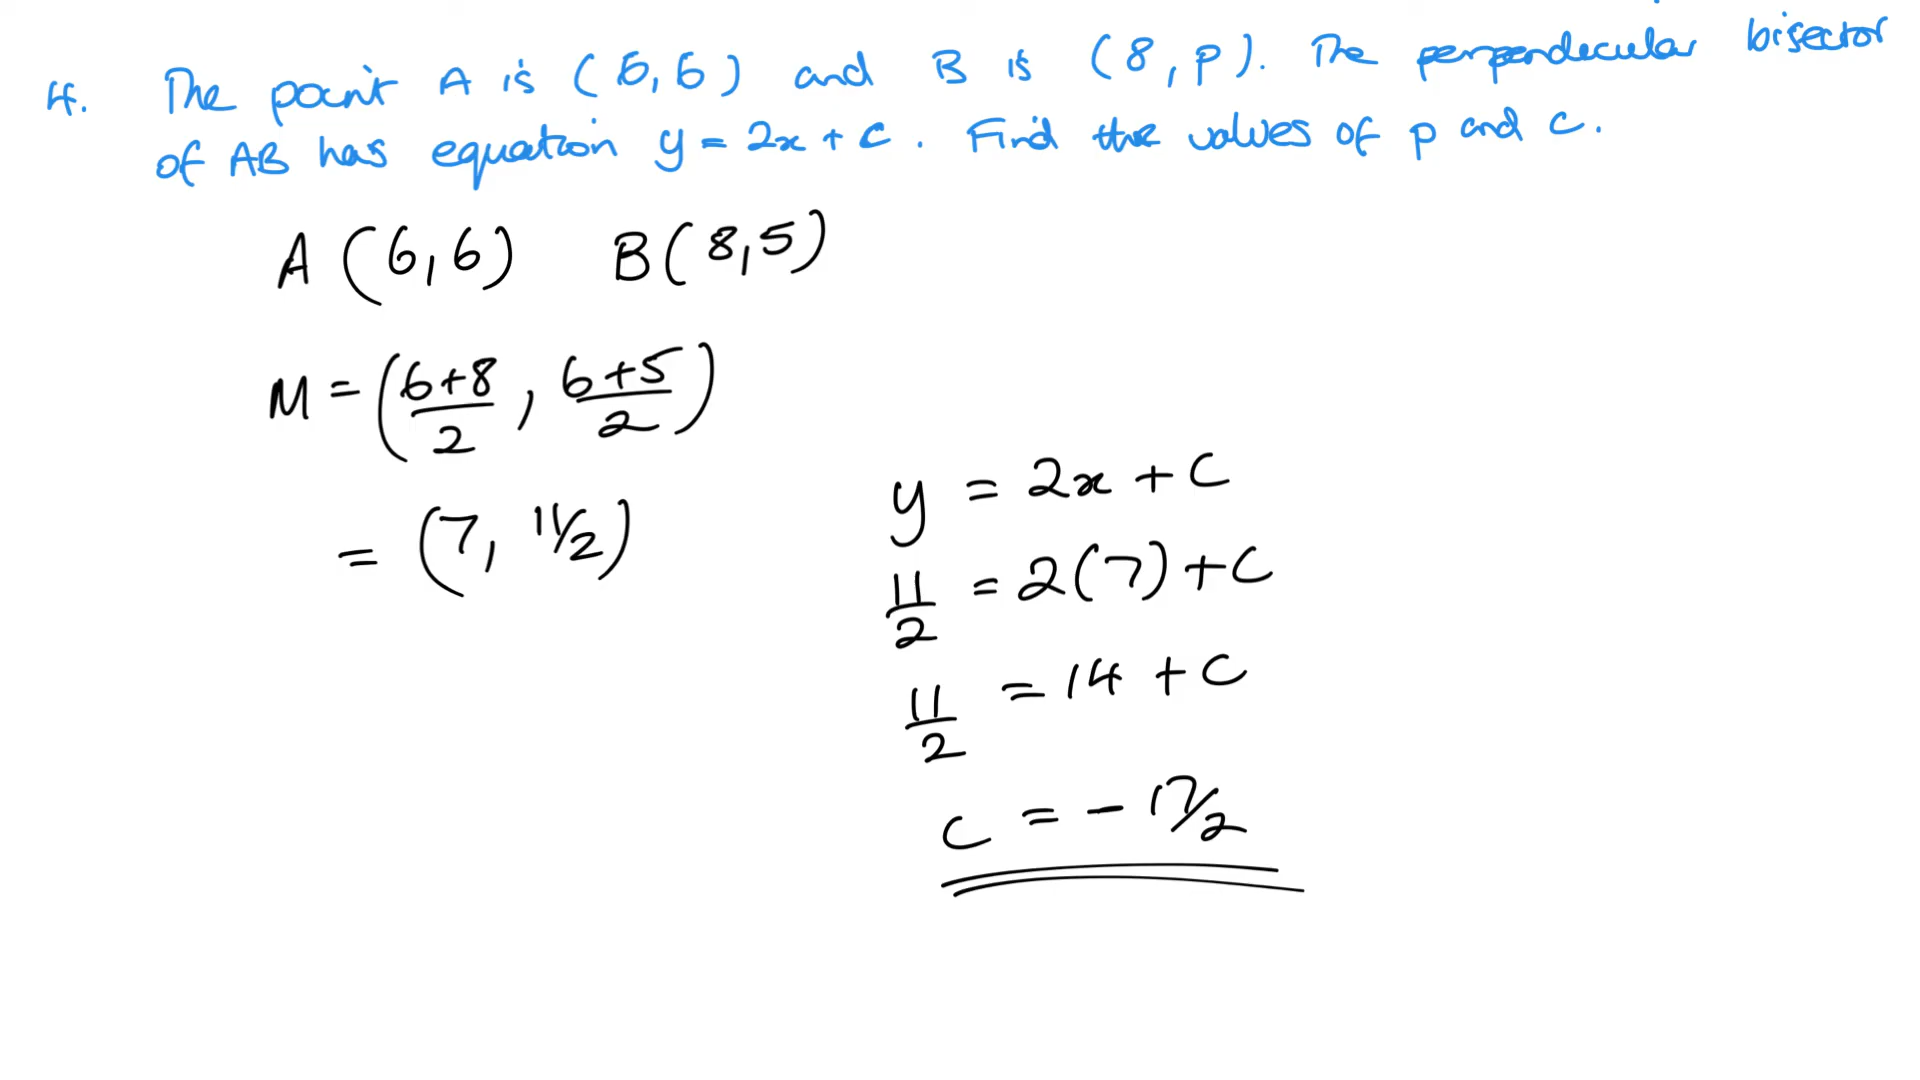 4. The point A is (6,6) and B is (8,p). The perpendicular bisector
of AB has equation y = 2x + c. Find the values of p and c.
A (6,6) B(8,5)
M = (6+8/2, 6+5/2)
= (7, 11/2)
y = 2x + c
11/2 = 2(7) + c
11/2 = 14 + c
c = - 17/2